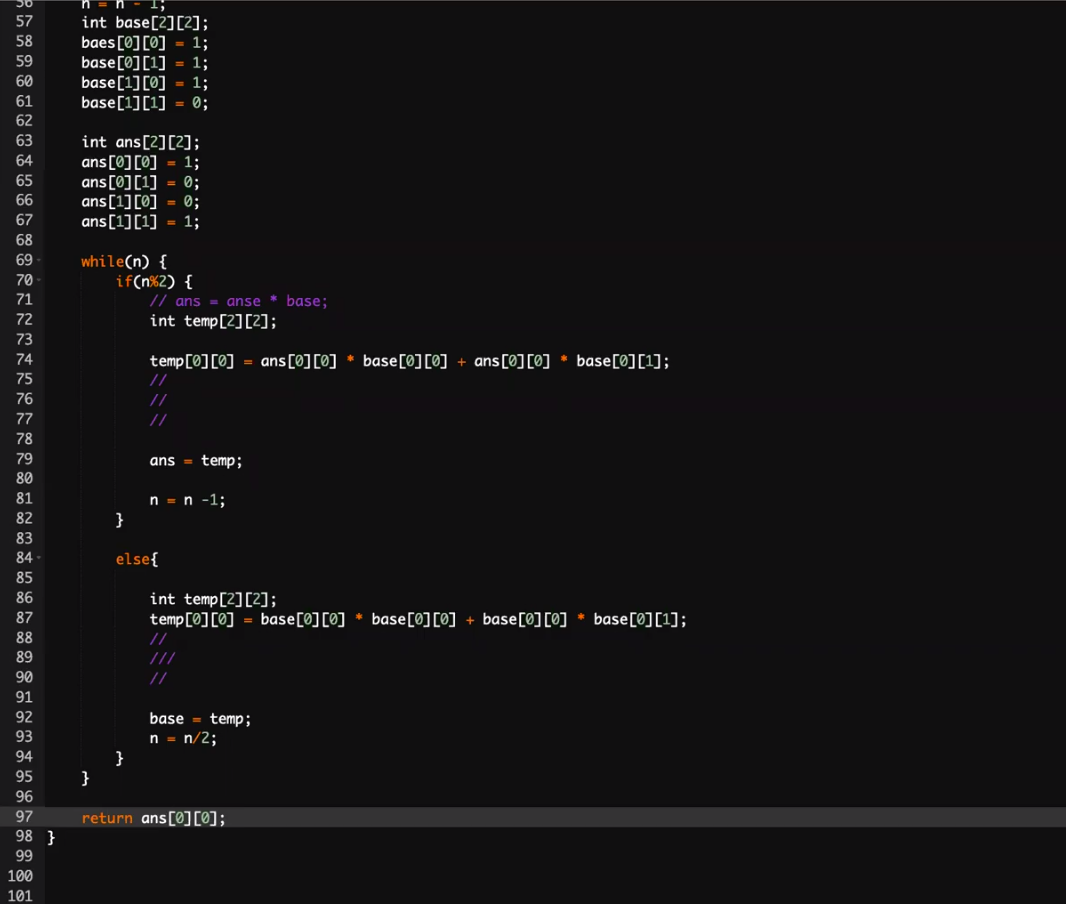 56 n = n - 1;
57 int base[2][2];
58 baes[0][0] = 1;
59 base[0][1] = 1;
60 base[1][0] = 1;
61 base[1][1] = 0;
62
63 int ans[2][2];
64 ans[0][0] = 1;
65 ans[0][1] = 0;
66 ans[1][0] = 0;
67 ans[1][1] = 1;
68
69 while(n) {
70 if(n%2) {
71 // ans = anse * base;
72 int temp[2][2];
73
74 temp[0][0] = ans[0][0] * base[0][0] + ans[0][0] * base[0][1];
75 //
76 //
77 //
78
79 ans = temp;
80
81 n = n -1;
82 }
83
84 else{
85
86 int temp[2][2];
87 temp[0][0] = base[0][0] * base[0][0] + base[0][0] * base[0][1];
88 //
89 ///
90 //
91
92 base = temp;
93 n = n/2;
94 }
95 }
96
97 return ans[0][0];
98 }
99
100
101